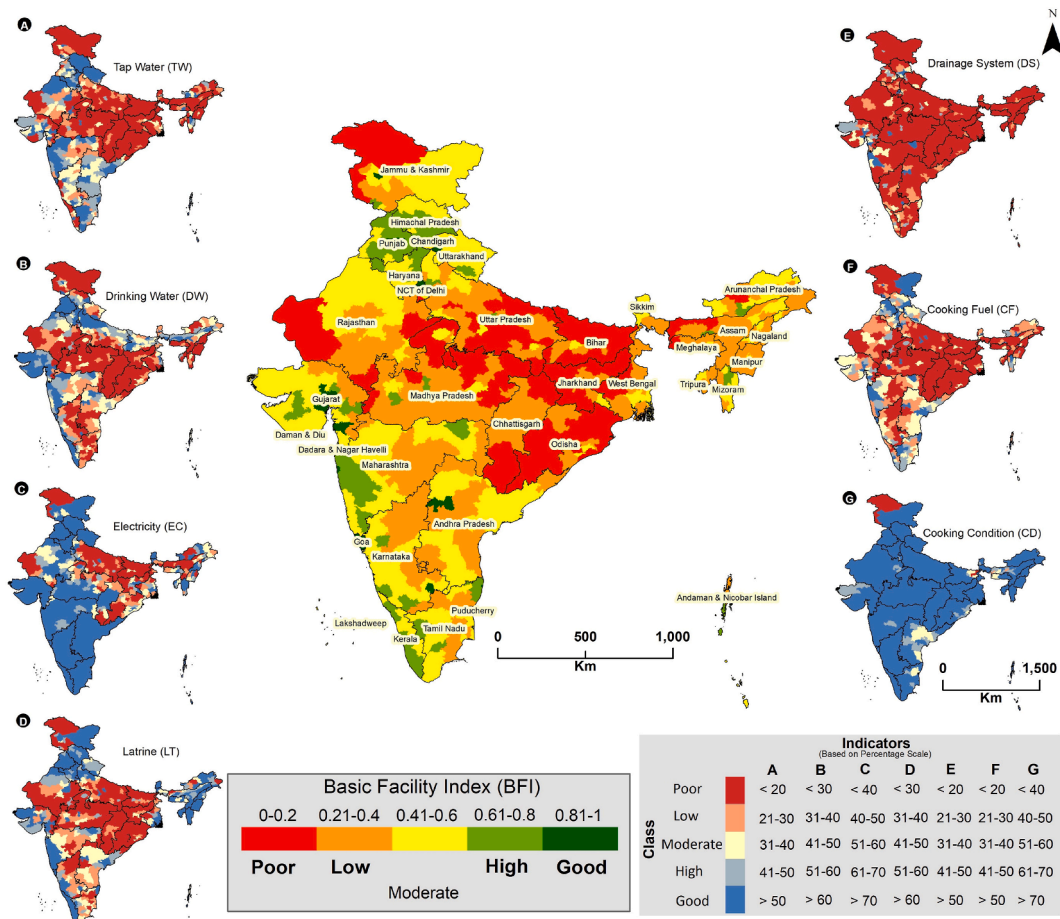 A
Tap Water (TW)
B
Drinking Water (DW)
C
Electricity (EC)
D
Latrine (LT)
E
Drainage System (DS)
N
F
Cooking Fuel (CF)
G
Cooking Condition (CD)
0 1,500
Km
Jammu & Kashmir
Himachal Pradesh
Punjab
Chandigarh
Uttarakhand
Haryana
NCT of Delhi
Rajasthan
Uttar Pradesh
Sikkim
Arunanchal Pradesh
Bihar
Assam
Nagaland
Meghalaya
Manipur
Jharkhand
West Bengal
Tripura
Mizoram
Gujarat
Madhya Pradesh
Chhattisgarh
Daman & Diu
Odisha
Dadara & Nagar Havelli
Maharashtra
Andhra Pradesh
Goa
Karnataka
Andaman & Nicobar Island
Puducherry
Lakshadweep
Tamil Nadu
Kerala
0 500 1,000
Km
Basic Facility Index (BFI)
0-0.2 0.21-0.4 0.41-0.6 0.61-0.8 0.81-1
Poor Low High Good
Moderate
Indicators
(Based on Percentage Scale)
Class
A B C D E F G
Poor < 20 < 30 < 40 < 30 < 20 < 20 < 40
Low 21-30 31-40 40-50 31-40 21-30 21-30 40-50
Moderate 31-40 41-50 51-60 41-50 31-40 31-40 51-60
High 41-50 51-60 61-70 51-60 41-50 41-50 61-70
Good > 50 > 60 > 70 > 60 > 50 > 50 > 70